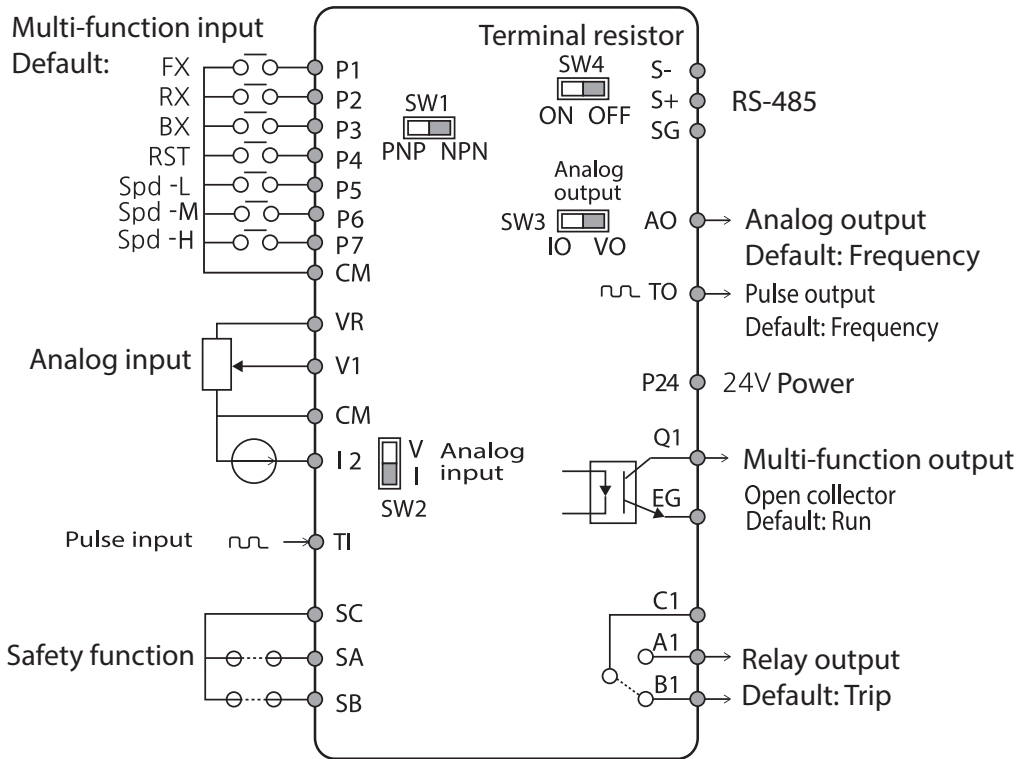 Multi-function input
Default:
FX
P1
RX
P2
BX
P3
RST
P4
Spd -L
P5
Spd -M
P6
Spd -H
P7
CM
SW1
PNP NPN
Terminal resistor
SW4
ON OFF
S-
S+
SG
RS-485
Analog
output
SW3
IO VO
AO
Analog output
Default: Frequency
TO
Pulse output
Default: Frequency
Analog input
VR
V1
CM
I 2
V
I
Analog
input
SW2
P24
24V Power
Q1
EG
Multi-function output
Open collector
Default: Run
Pulse input
TI
Safety function
SC
SA
SB
C1
A1
B1
Relay output
Default: Trip